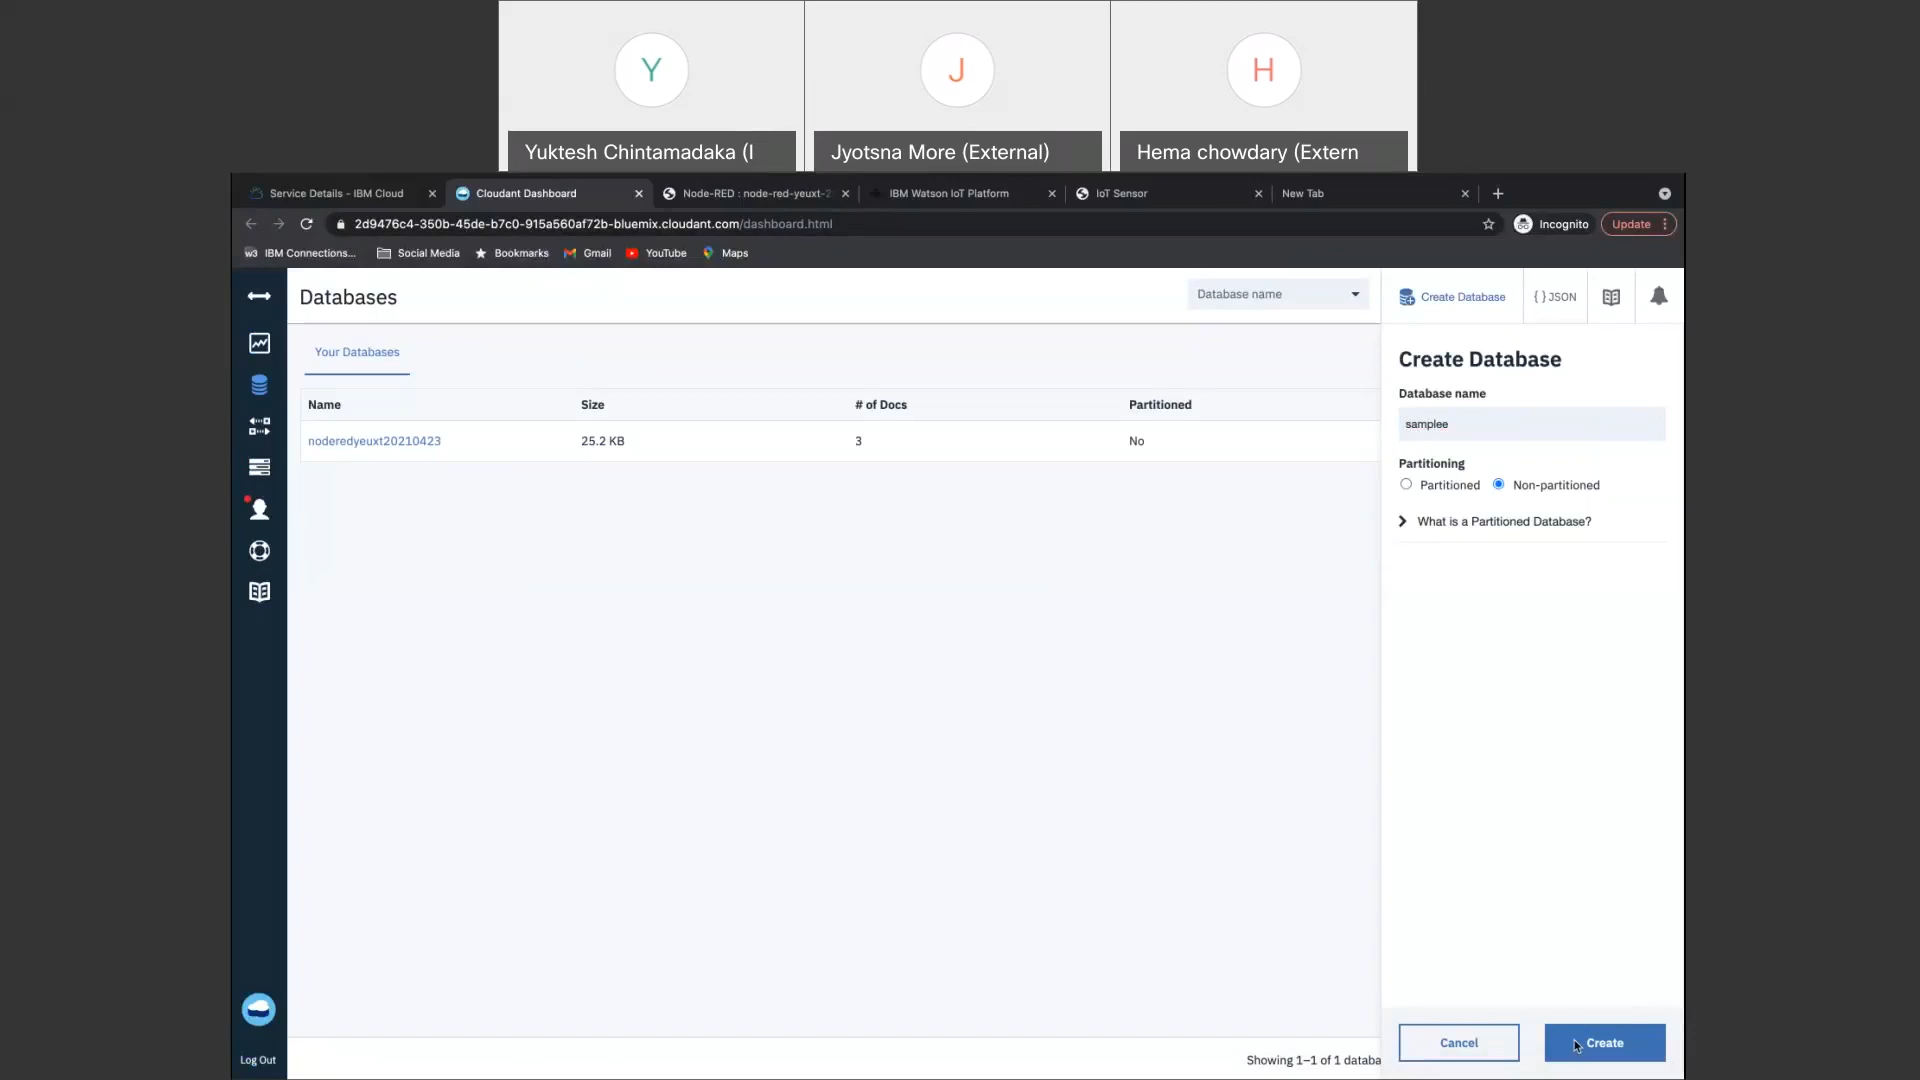 Y
J
H
Yuktesh Chintamadaka (I
Jyotsna More (External)
Hema chowdary (Extern
Service Details - IBM Cloud
Cloudant Dashboard
Node-RED : node-red-yeuxt-2
IBM Watson IoT Platform
IoT Sensor
New Tab
2d9476c4-350b-45de-b7c0-915a560af72b-bluemix.cloudant.com/dashboard.html
Incognito
Update
w3 IBM Connections...
Social Media
Bookmarks
Gmail
YouTube
Maps
Databases
Database name
Create Database
{ } JSON
Your Databases
Name Size # of Docs Partitioned
noderedyeuxt20210423 25.2 KB 3 No
Create Database
Database name
samplee
Partitioning
Partitioned Non-partitioned
What is a Partitioned Database?
Cancel
Create
Log Out
Showing 1–1 of 1 databa